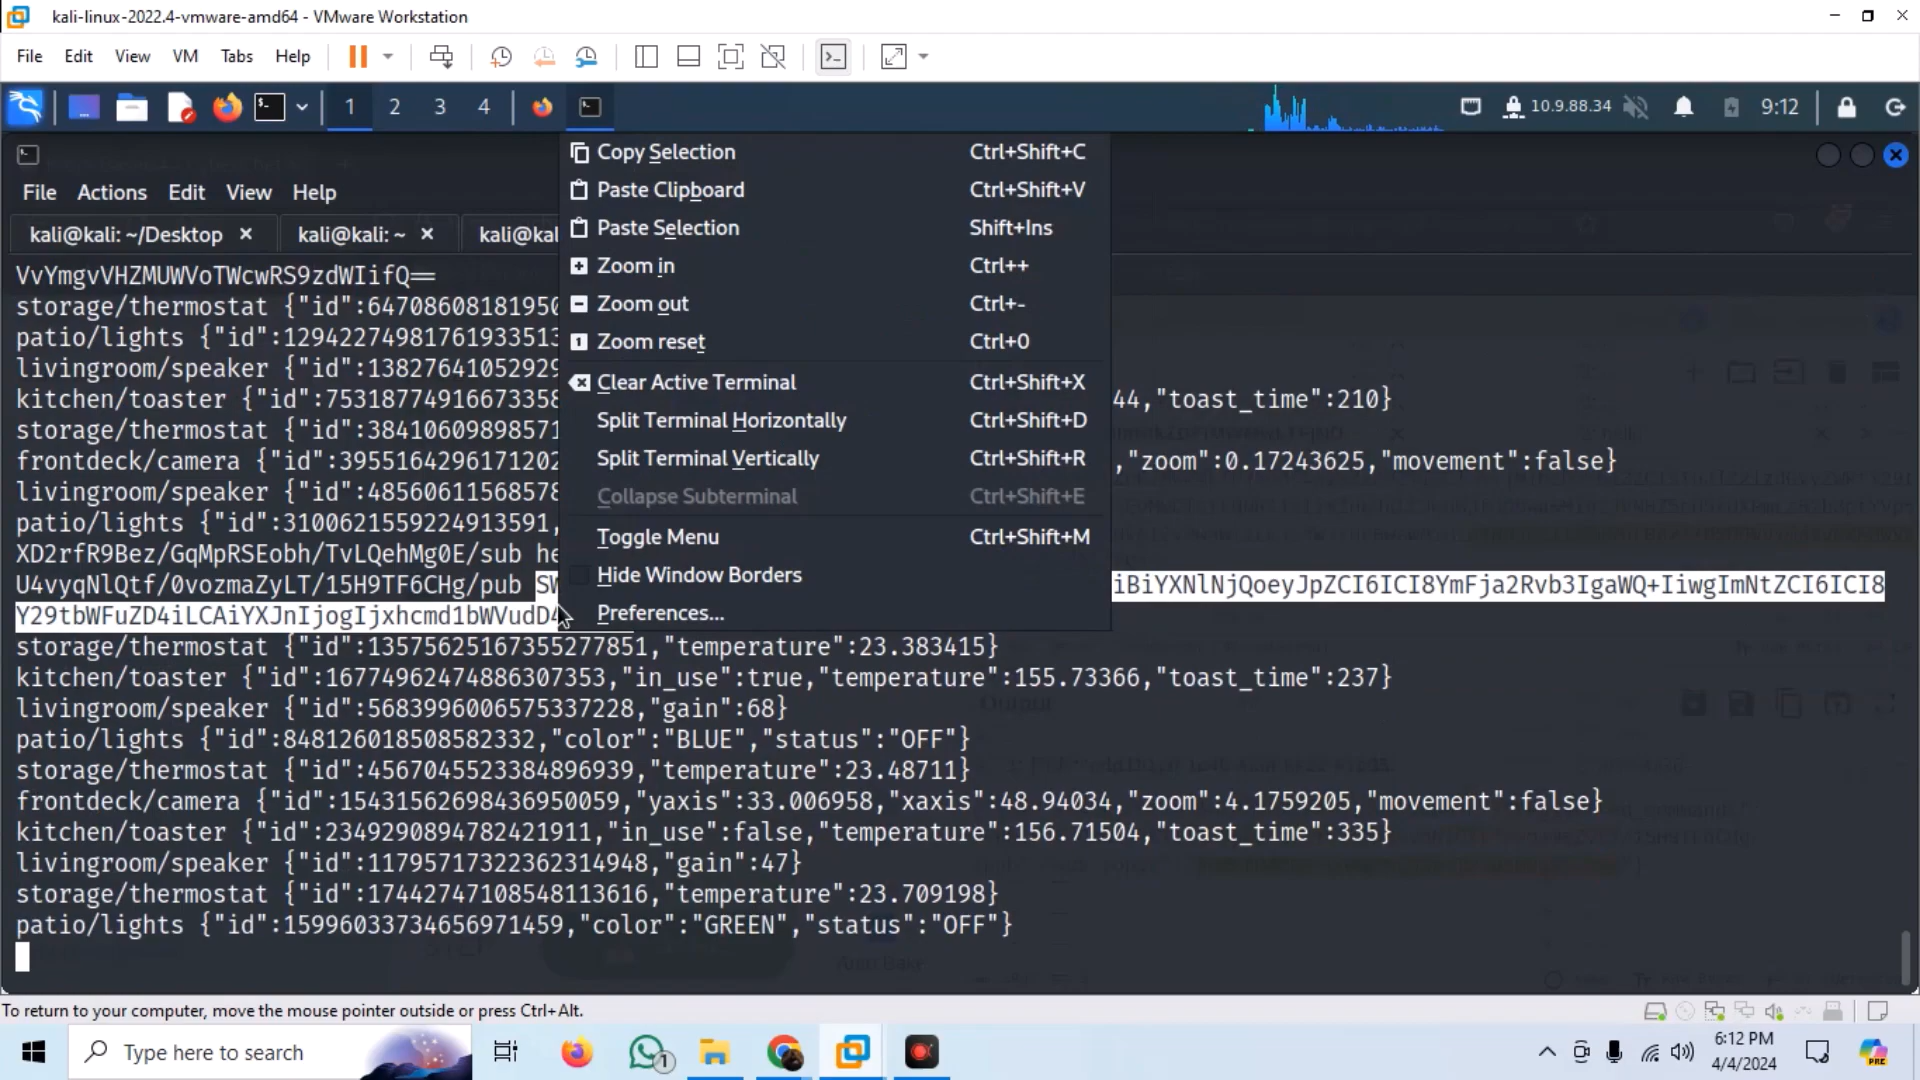 kali-linux-2022.4-vmware-amd64 - VMware Workstation
File Edit View VM Tabs Help
1 2 3 4 10.9.88.34 9:12
File Actions Edit View Help
kali@kali: ~/Desktop kali@kali: ~ kali@kal
Copy Selection Ctrl+Shift+C
Paste Clipboard Ctrl+Shift+V
Paste Selection Shift+Ins
Zoom in Ctrl++
Zoom out Ctrl+-
Zoom reset Ctrl+0
Clear Active Terminal Ctrl+Shift+X
Split Terminal Horizontally Ctrl+Shift+D
Split Terminal Vertically Ctrl+Shift+R
Collapse Subterminal Ctrl+Shift+E
Toggle Menu Ctrl+Shift+M
Hide Window Borders
Preferences...
VvYmgvVHZMUWVoTWcwRS9zdWIifQ==
storage/thermostat {"id":64708608181950
patio/lights {"id":12942274981761933513
livingroom/speaker {"id":13827641052929
kitchen/toaster {"id":75318774916673358 44,"toast_time":210}
storage/thermostat {"id":38410609898571
frontdeck/camera {"id":3955164296171202 ,"zoom":0.17243625,"movement":false}
livingroom/speaker {"id":48560611568578
patio/lights {"id":3100621559224913591,
XD2rfR9Bez/GqMpRSEobh/TvLQehMg0E/sub he
U4vyqNlQtf/0vozmaZyLT/15H9TF6CHg/pub SW iBiYXNlNjQoeyJpZCI6ICI8YmFja2Rvb3IgaWQ+IiwgImNtZCI6ICI8
Y29tbWFuZD4iLCAiYXJnIjogIjxhcmd1bWVudD4
storage/thermostat {"id":13575625167355277851,"temperature":23.383415}
kitchen/toaster {"id":16774962474886307353,"in_use":true,"temperature":155.73366,"toast_time":237}
livingroom/speaker {"id":5683996006575337228,"gain":68}
patio/lights {"id":848126018508582332,"color":"BLUE","status":"OFF"}
storage/thermostat {"id":4567045523384896939,"temperature":23.48711}
frontdeck/camera {"id":15431562698436950059,"yaxis":33.006958,"xaxis":48.94034,"zoom":4.1759205,"movement":false}
kitchen/toaster {"id":2349290894782421911,"in_use":false,"temperature":156.71504,"toast_time":335}
livingroom/speaker {"id":11795717322362314948,"gain":47}
storage/thermostat {"id":17442747108548113616,"temperature":23.709198}
patio/lights {"id":15996033734656971459,"color":"GREEN","status":"OFF"}
To return to your computer, move the mouse pointer outside or press Ctrl+Alt.
Type here to search
1
6:12 PM
4/4/2024
PRE